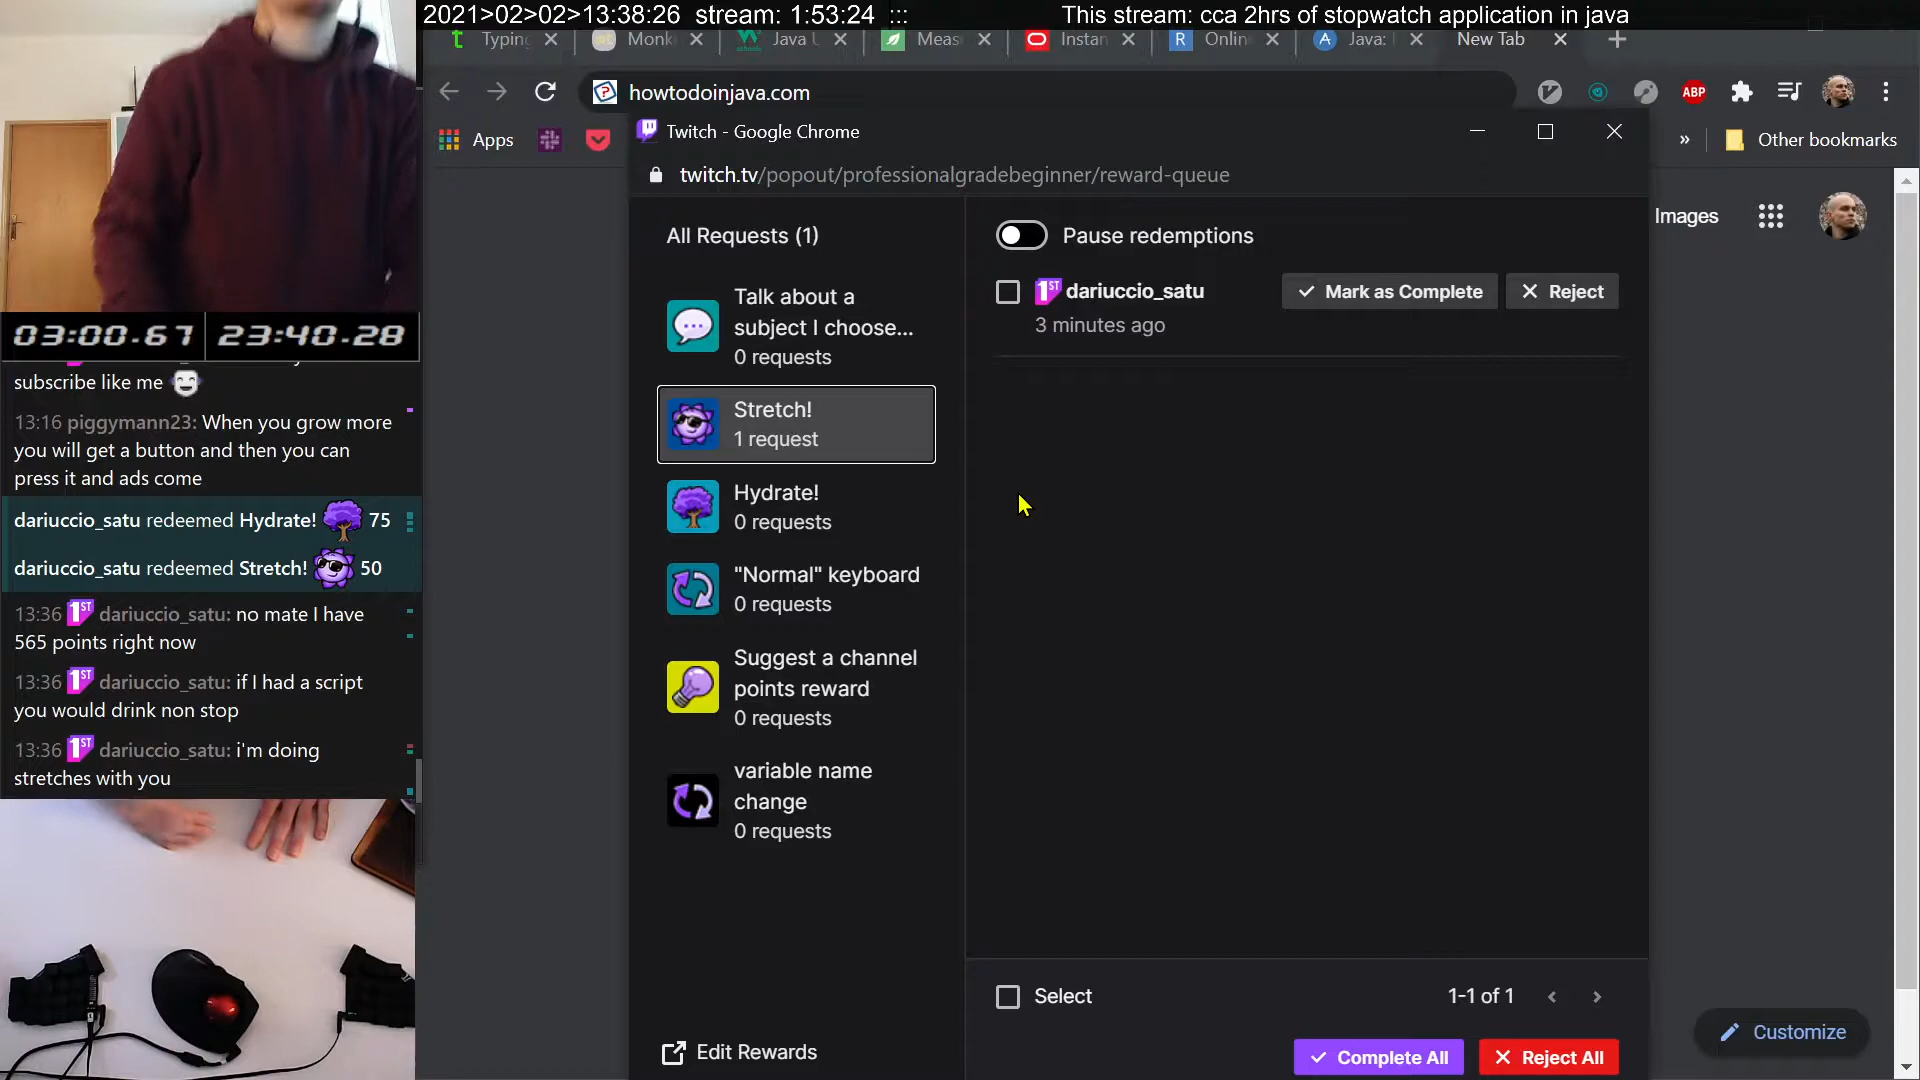 2021>02>02>13:38:26 stream: 1:53:24 :::
This stream: cca 2hrs of stopwatch application in java
Typing
Monk
Java U
Meas
Instan
Onlin
Java:
New Tab
howtodoinjava.com
ABP
Apps
Other bookmarks
Images
Customize
Twitch - Google Chrome
twitch.tv/popout/professionalgradebeginner/reward-queue
All Requests (1)
Talk about a
subject I choose...
0 requests
Stretch!
1 request
Hydrate!
0 requests
"Normal" keyboard
0 requests
Suggest a channel
points reward
0 requests
variable name
change
0 requests
Edit Rewards
Pause redemptions
1ST dariuccio_satu
3 minutes ago
Mark as Complete
Reject
Select
1-1 of 1
Complete All
Reject All
03:00.67
23:40.28
subscribe like me
13:16 piggymann23: When you grow more
you will get a button and then you can
press it and ads come
dariuccio_satu redeemed Hydrate! 75
dariuccio_satu redeemed Stretch! 50
13:36 1ST dariuccio_satu: no mate I have
565 points right now
13:36 1ST dariuccio_satu: if I had a script
you would drink non stop
13:36 1ST dariuccio_satu: i'm doing
stretches with you